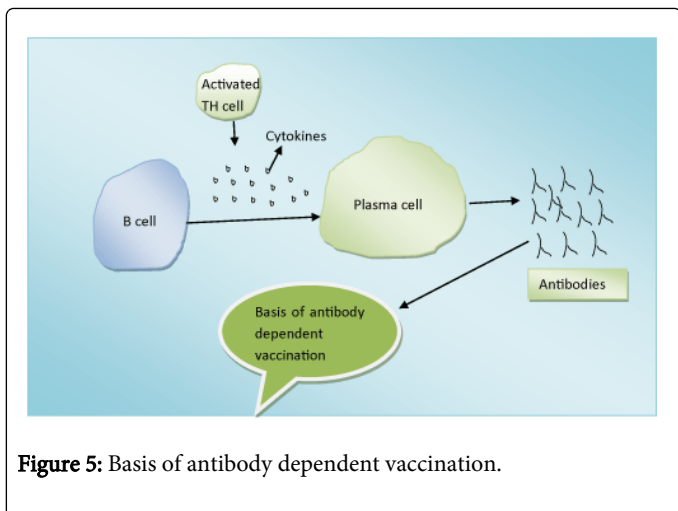 Activated
TH cell
Cytokines
B cell
Plasma cell
Antibodies
Basis of antibody
dependent
vaccination
Figure 5: Basis of antibody dependent vaccination.